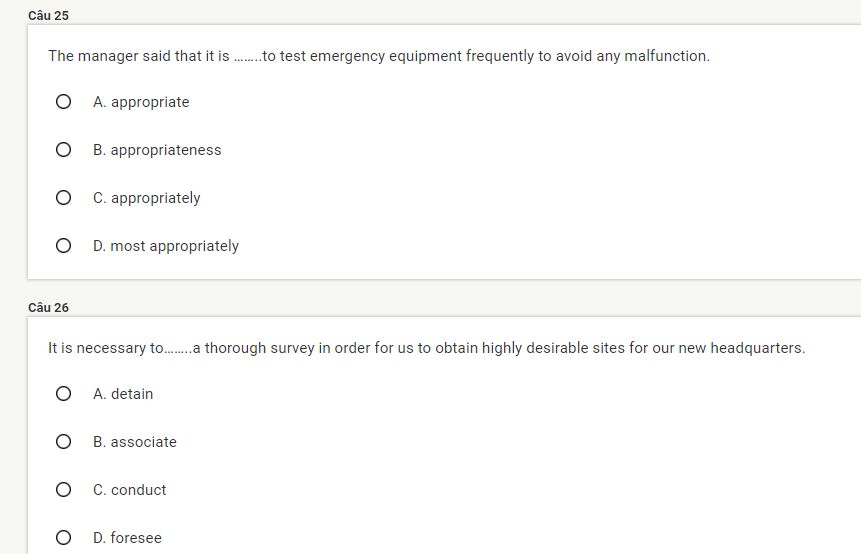 Câu 25
The manager said that it is ........to test emergency equipment frequently to avoid any malfunction.
A. appropriate
B. appropriateness
C. appropriately
D. most appropriately
Câu 26
It is necessary to........a thorough survey in order for us to obtain highly desirable sites for our new headquarters.
A. detain
B. associate
C. conduct
D. foresee